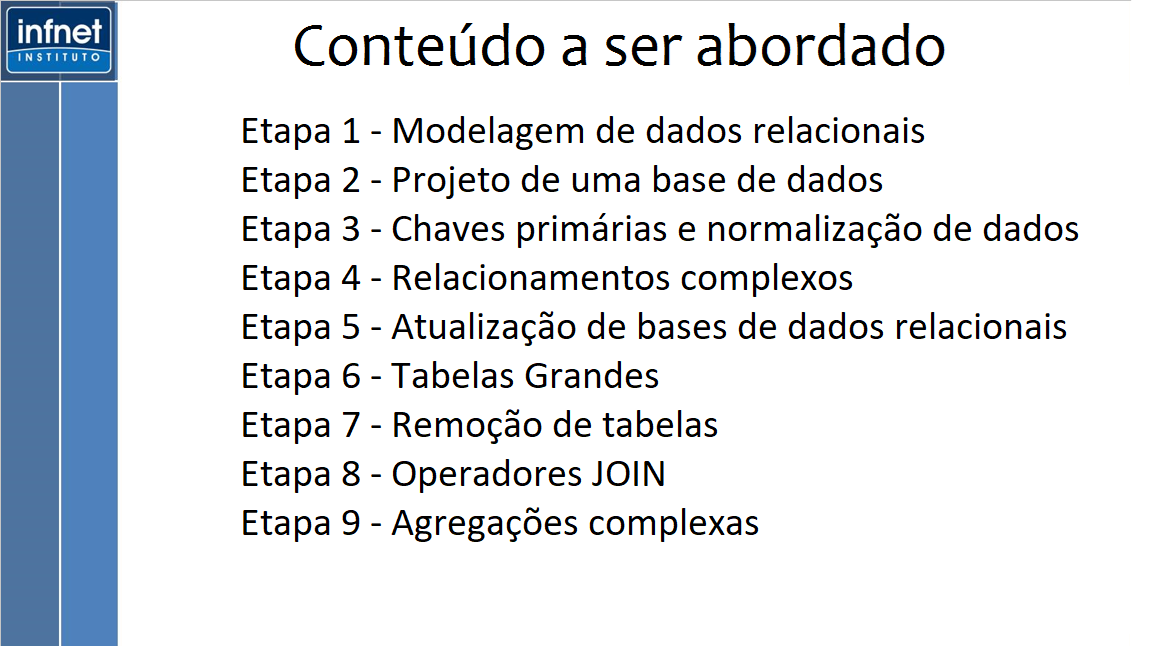 infnet
INSTITUTO
Conteúdo a ser abordado
Etapa 1 - Modelagem de dados relacionais
Etapa 2 - Projeto de uma base de dados
Etapa 3 - Chaves primárias e normalização de dados
Etapa 4 - Relacionamentos complexos
Etapa 5 - Atualização de bases de dados relacionais
Etapa 6 - Tabelas Grandes
Etapa 7 - Remoção de tabelas
Etapa 8 - Operadores JOIN
Etapa 9 - Agregações complexas